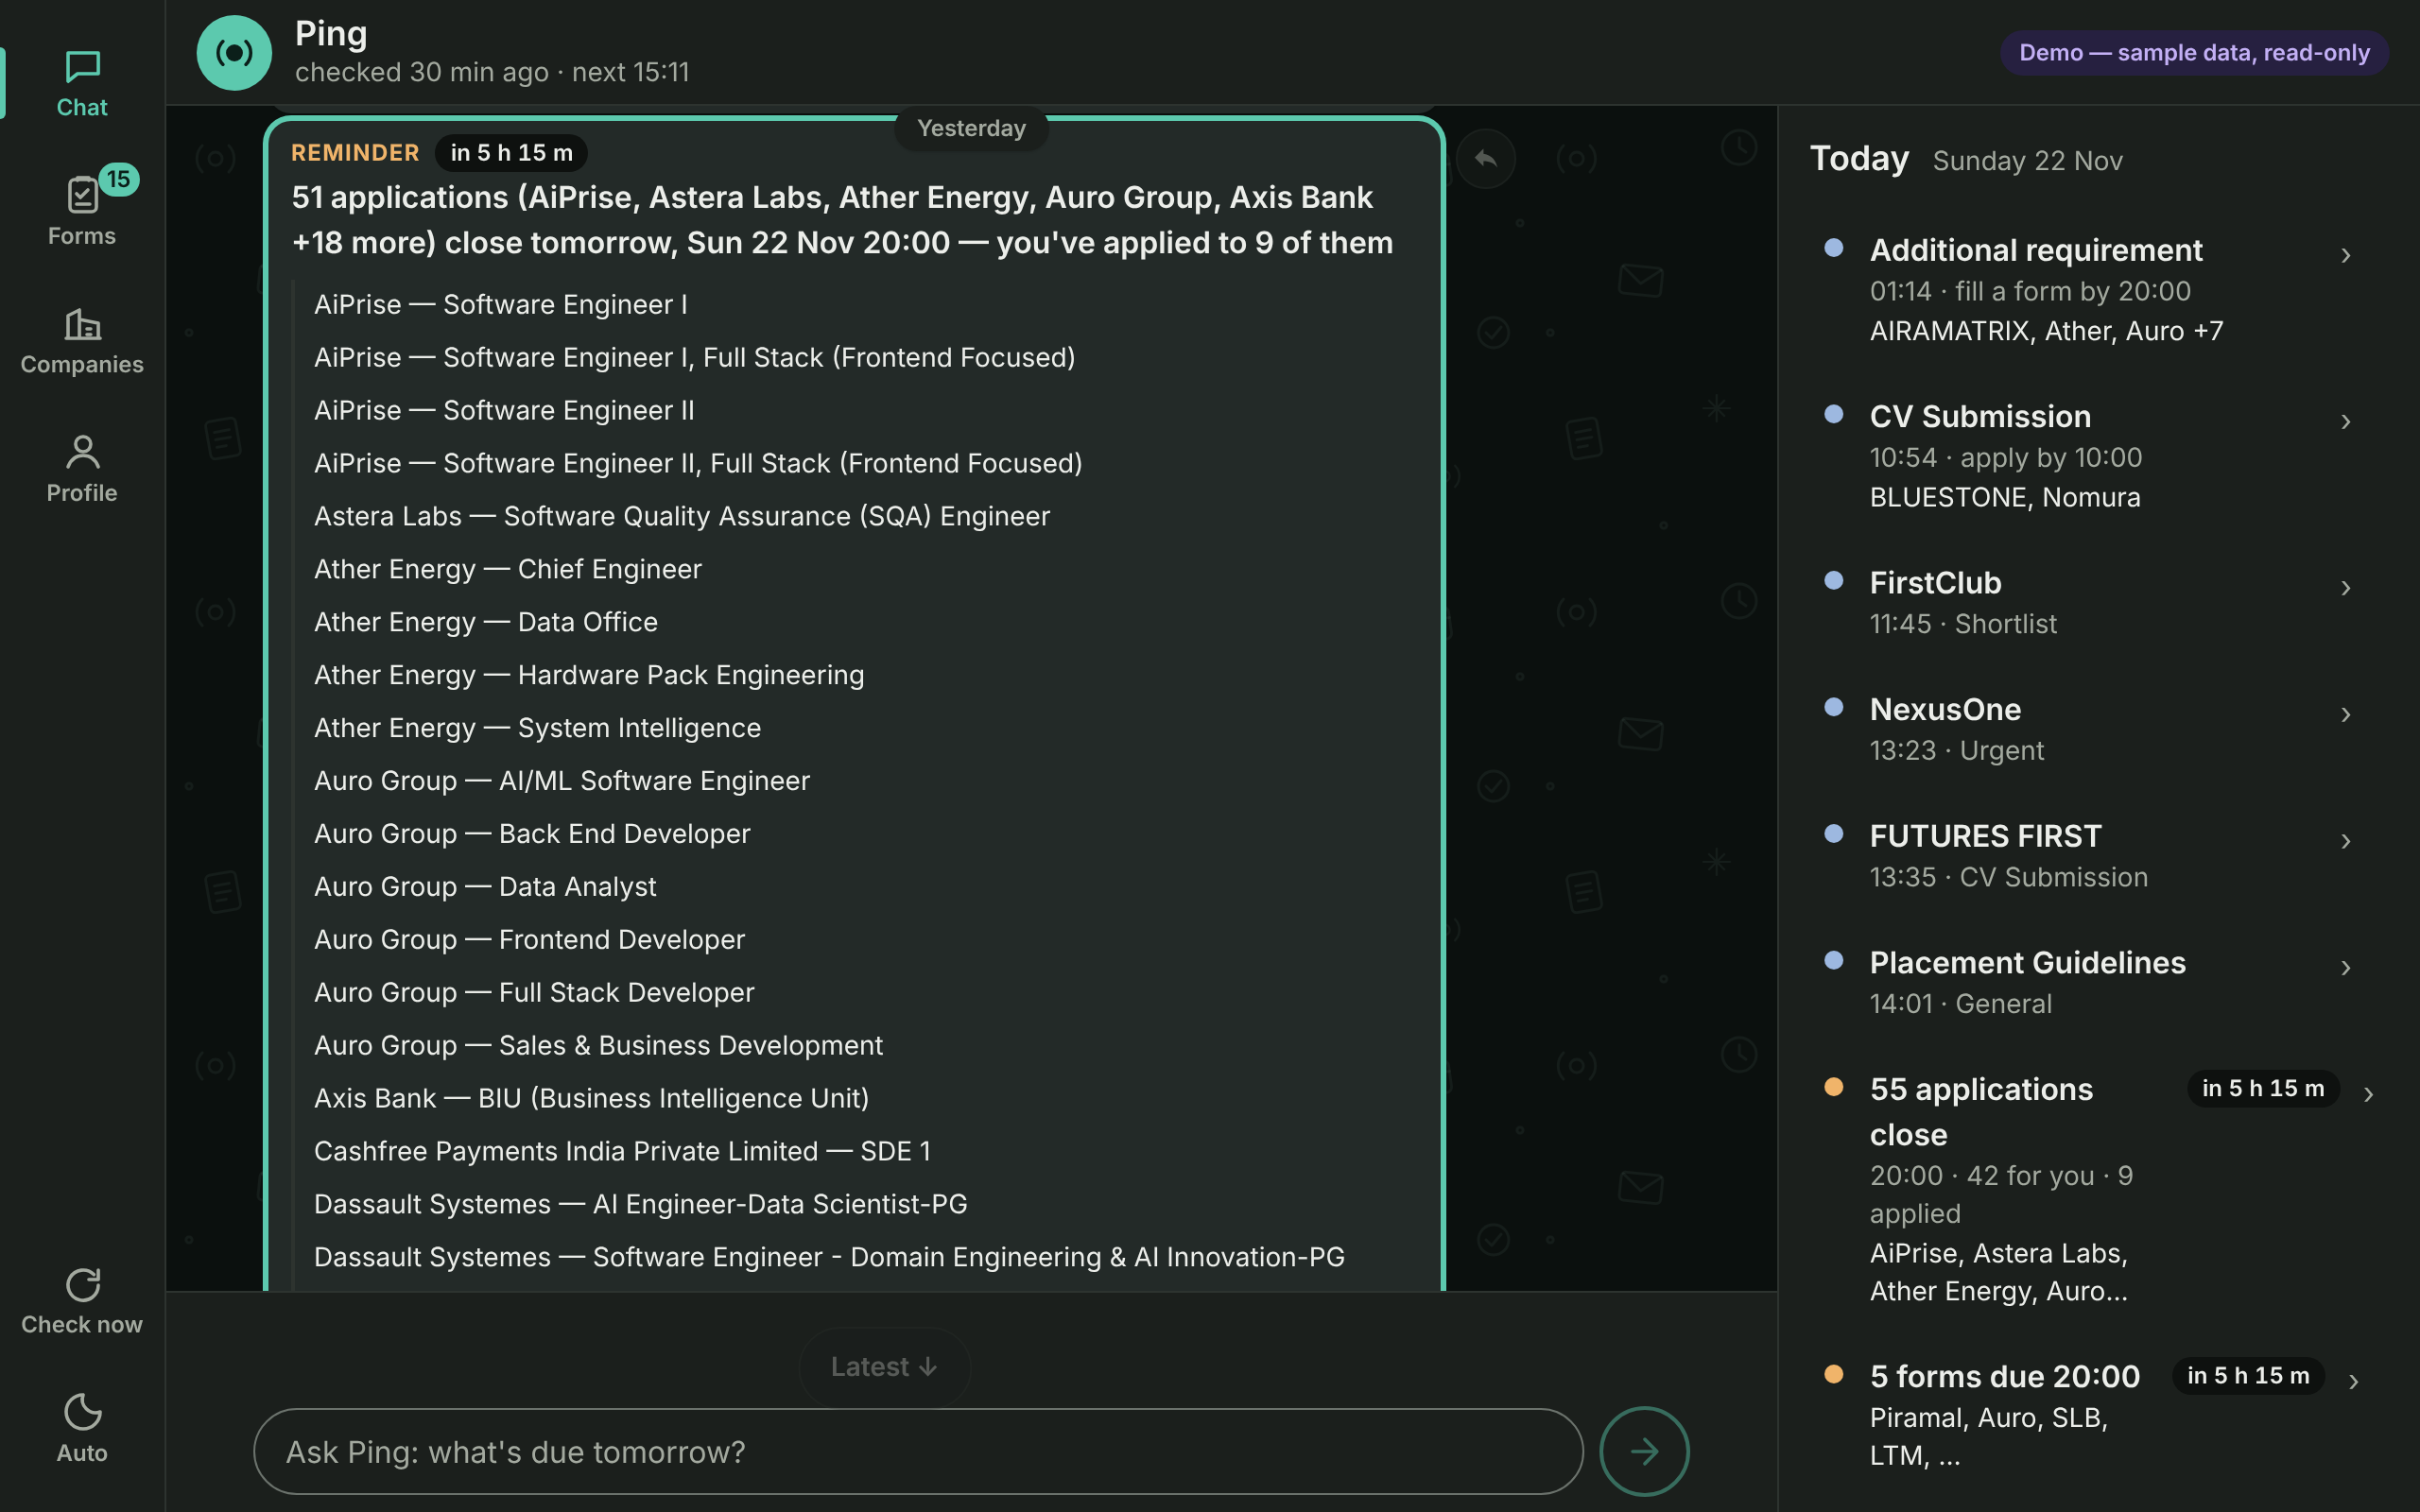 Chat
15
Forms
Companies
Profile
Check now
Auto
Ping
checked 30 min ago · next 15:11
Demo — sample data, read-only
Yesterday
REMINDER in 5 h 15 m
51 applications (AiPrise, Astera Labs, Ather Energy, Auro Group, Axis Bank
+18 more) close tomorrow, Sun 22 Nov 20:00 — you've applied to 9 of them
AiPrise — Software Engineer I
AiPrise — Software Engineer I, Full Stack (Frontend Focused)
AiPrise — Software Engineer II
AiPrise — Software Engineer II, Full Stack (Frontend Focused)
Astera Labs — Software Quality Assurance (SQA) Engineer
Ather Energy — Chief Engineer
Ather Energy — Data Office
Ather Energy — Hardware Pack Engineering
Ather Energy — System Intelligence
Auro Group — AI/ML Software Engineer
Auro Group — Back End Developer
Auro Group — Data Analyst
Auro Group — Frontend Developer
Auro Group — Full Stack Developer
Auro Group — Sales & Business Development
Axis Bank — BIU (Business Intelligence Unit)
Cashfree Payments India Private Limited — SDE 1
Dassault Systemes — AI Engineer-Data Scientist-PG
Dassault Systemes — Software Engineer - Domain Engineering & AI Innovation-PG
Latest ↓
Ask Ping: what's due tomorrow?
Today Sunday 22 Nov
Additional requirement
01:14 · fill a form by 20:00
AIRAMATRIX, Ather, Auro +7
CV Submission
10:54 · apply by 10:00
BLUESTONE, Nomura
FirstClub
11:45 · Shortlist
NexusOne
13:23 · Urgent
FUTURES FIRST
13:35 · CV Submission
Placement Guidelines
14:01 · General
55 applications in 5 h 15 m
close
20:00 · 42 for you · 9
applied
AiPrise, Astera Labs,
Ather Energy, Auro...
5 forms due 20:00 in 5 h 15 m
Piramal, Auro, SLB,
LTM, ...